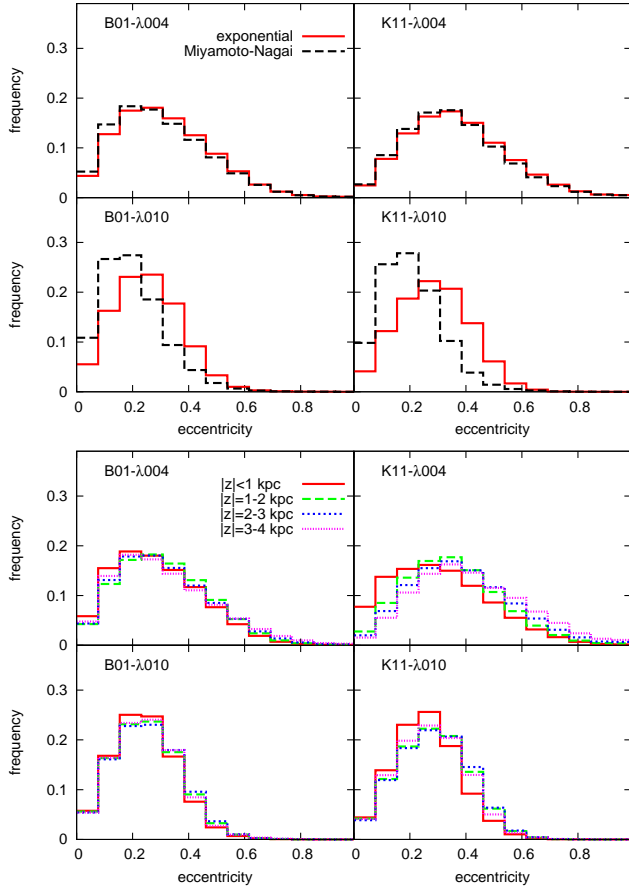 B01-λ004
K11-λ004
exponential
Miyamoto-Nagai
frequency
0.3
0.2
0.1
0
B01-λ010
K11-λ010
frequency
0.3
0.2
0.1
0
0 0.2 0.4 0.6 0.8 0 0.2 0.4 0.6 0.8
eccentricity eccentricity
B01-λ004
K11-λ004
|z|<1 kpc
|z|=1-2 kpc
|z|=2-3 kpc
|z|=3-4 kpc
frequency
0.3
0.2
0.1
0
B01-λ010
K11-λ010
frequency
0.3
0.2
0.1
0
0 0.2 0.4 0.6 0.8 0 0.2 0.4 0.6 0.8
eccentricity eccentricity